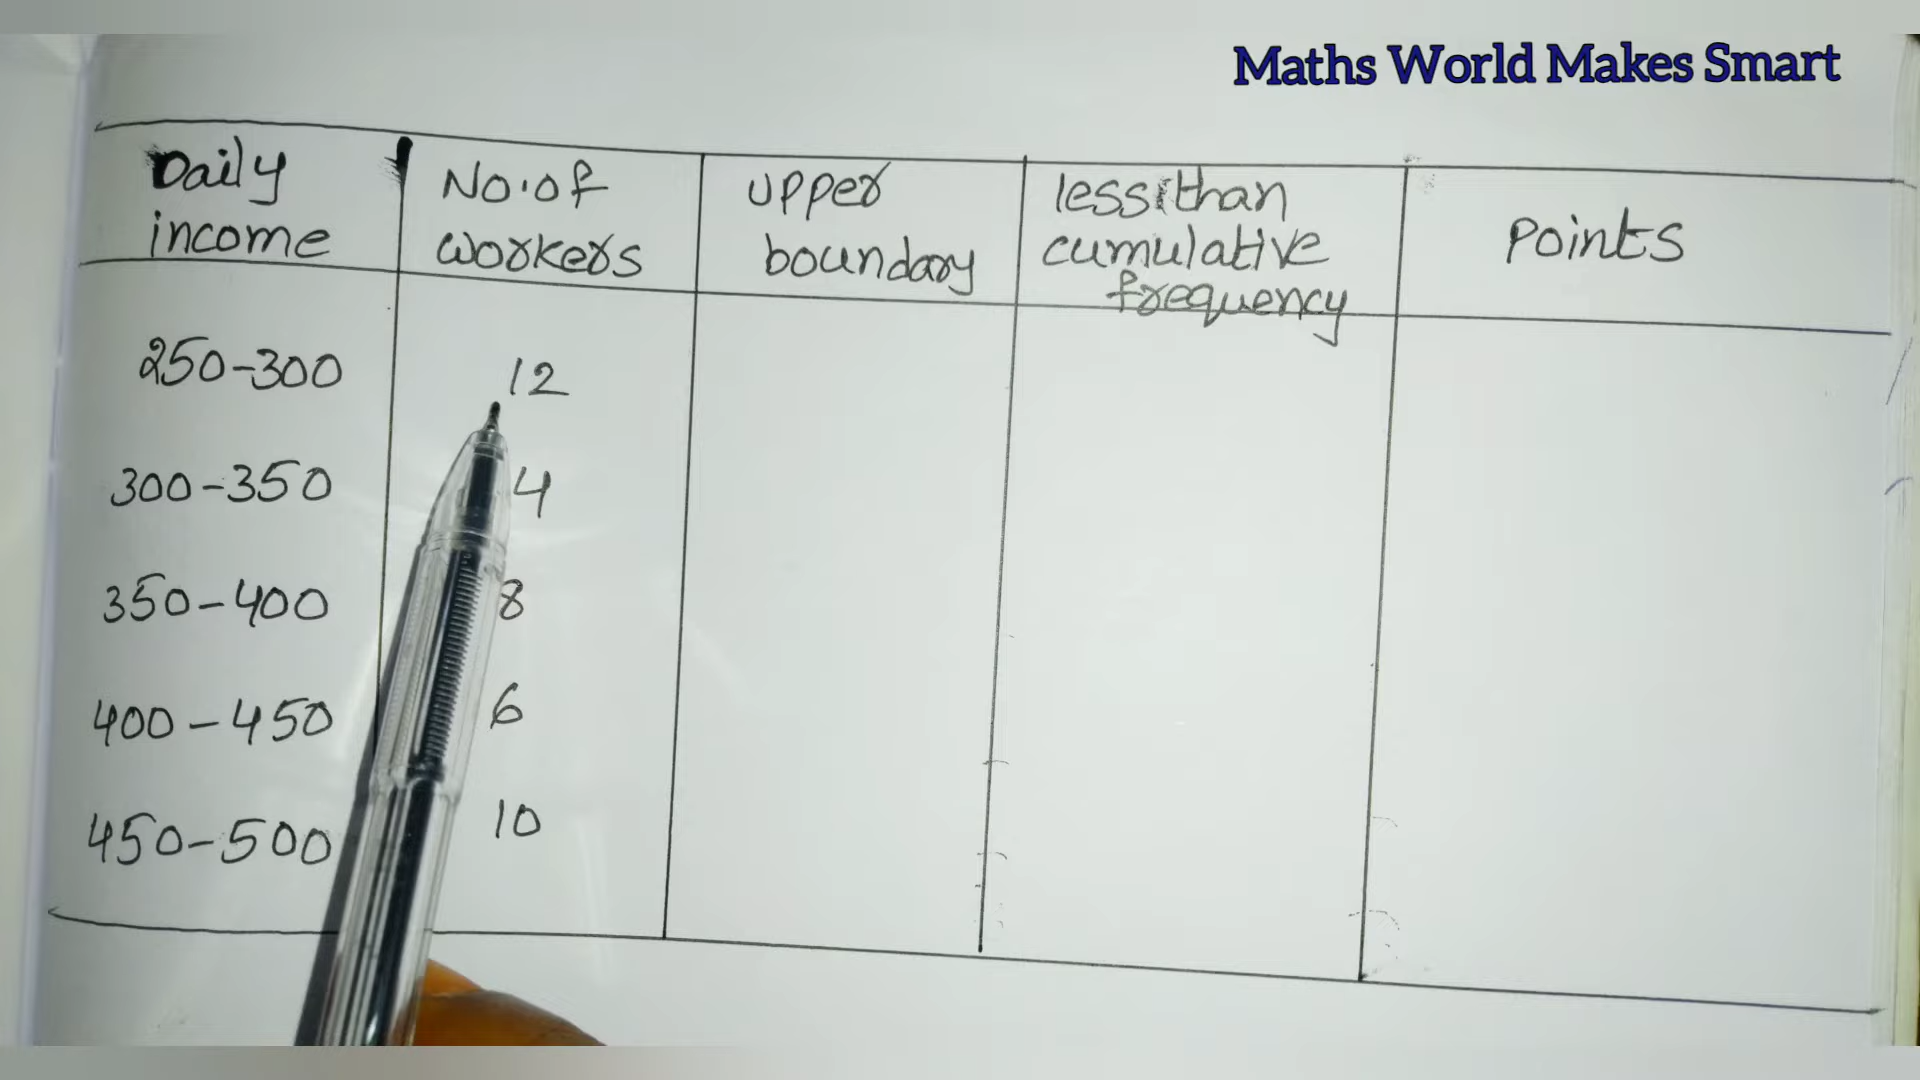 Maths World Makes Smart
Daily income
No. of workers
upper boundary
less than cumulative frequency
Points
250-300 12
300-350
350-400 8
400-450 6
450-500 10